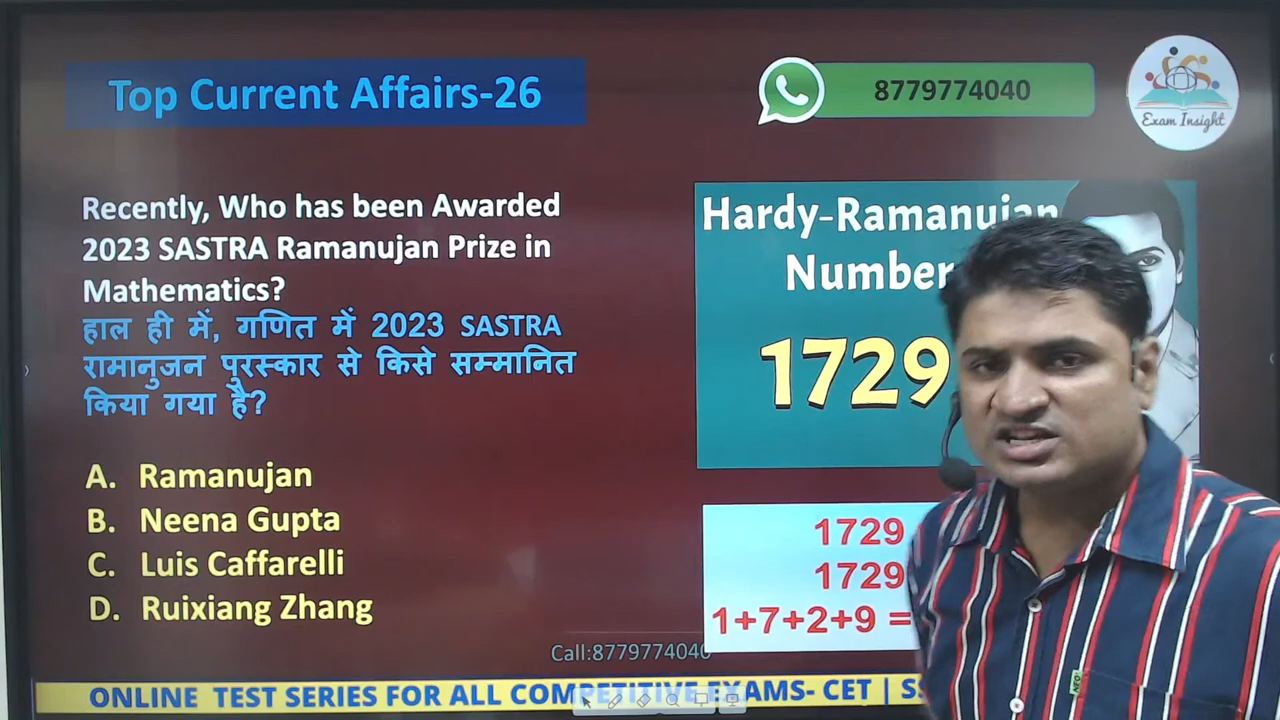 Top Current Affairs-26
8779774040
Exam Insight
Recently, Who has been Awarded
2023 SASTRA Ramanujan Prize in
Mathematics?
हाल ही में, गणित में 2023 SASTRA
रामानुजन पुरस्कार से किसे सम्मानित
किया गया है?
A. Ramanujan
B. Neena Gupta
C. Luis Caffarelli
D. Ruixiang Zhang
Hardy-Ramanujan
Number
1729
1729
1729
1+7+2+9 =
Call:8779774040
ONLINE TEST SERIES FOR ALL COMPETITIVE EXAMS- CET | SS